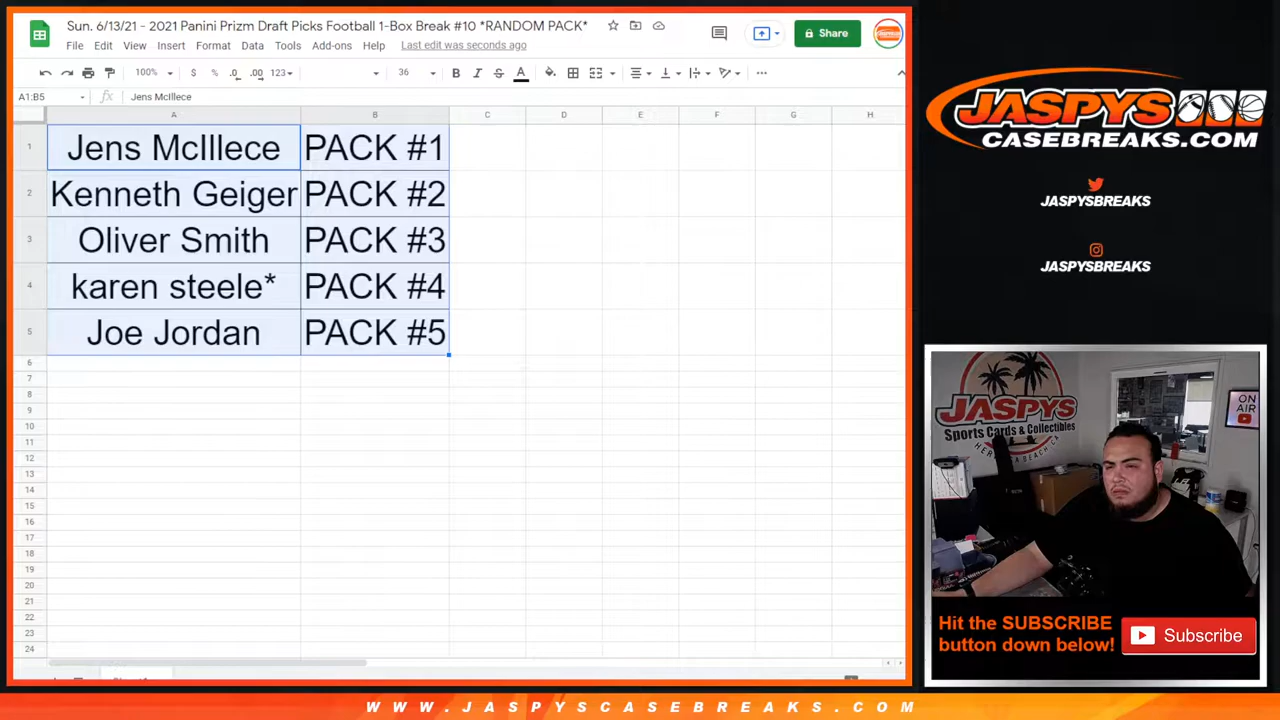 Sun. 6/13/21 - 2021 Panini Prizm Draft Picks Football 1-Box Break #10 *RANDOM PACK*
File Edit View Insert Format Data Tools Add-ons Help Last edit was seconds ago
Share
100% $ % .0 .00 123 36 B I S A
A1:B5 fx Jens McIllece
A B C D E F G H
1 Jens McIllece PACK #1
2 Kenneth Geiger PACK #2
3 Oliver Smith PACK #3
4 karen steele* PACK #4
5 Joe Jordan PACK #5
6
7
8
9
10
11
12
13
14
15
16
17
18
19
20
21
22
23
24
JASPYS
CASEBREAKS.COM
JASPYSBREAKS
JASPYSBREAKS
JASPYS
Sports Cards & Collectibles
ON
AIR
Hit the SUBSCRIBE
button down below!
Subscribe
WWW.JASPYSCASEBREAKS.COM